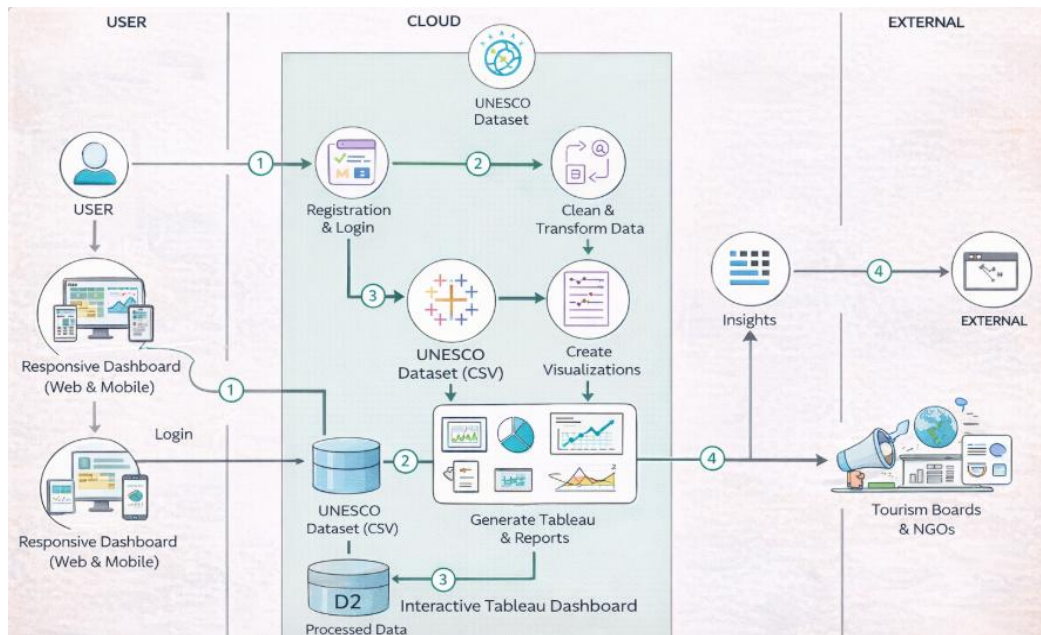 USER
CLOUD
EXTERNAL
UNESCO
Dataset
1
2
USER
Registration
& Login
Clean &
Transform Data
3
4
Insights
EXTERNAL
Responsive Dashboard
(Web & Mobile)
UNESCO
Dataset (CSV)
Create
Visualizations
1
Login
2
4
Tourism Boards
& NGOs
UNESCO
Dataset (CSV)
Generate Tableau
& Reports
Responsive Dashboard
(Web & Mobile)
3
D2
Interactive Tableau Dashboard
Processed Data